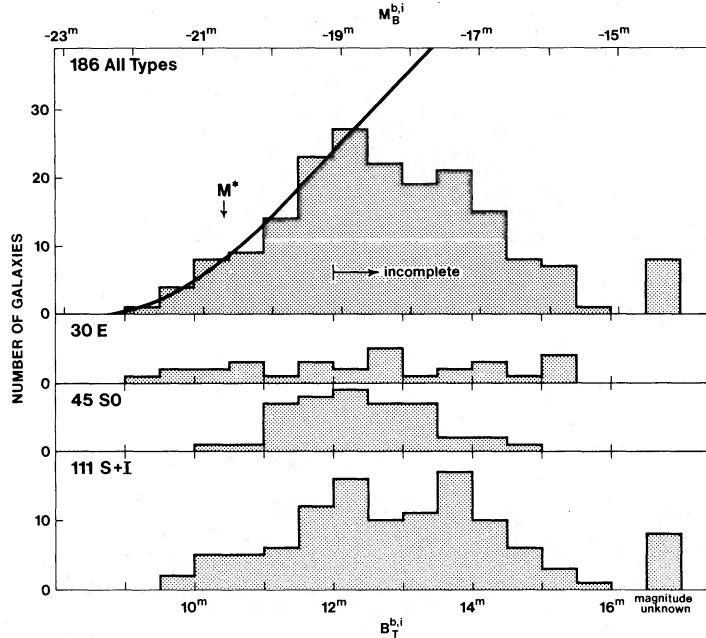 M_B^{b,i}
-23^m -21^m -19^m -17^m -15^m
186 All Types
30
20
10
0
M*
incomplete
NUMBER OF GALAXIES
30 E
0
45 SO
0
111 S+I
10
0
10^m 12^m 14^m 16^m
magnitude
unknown
B_T^{b,i}